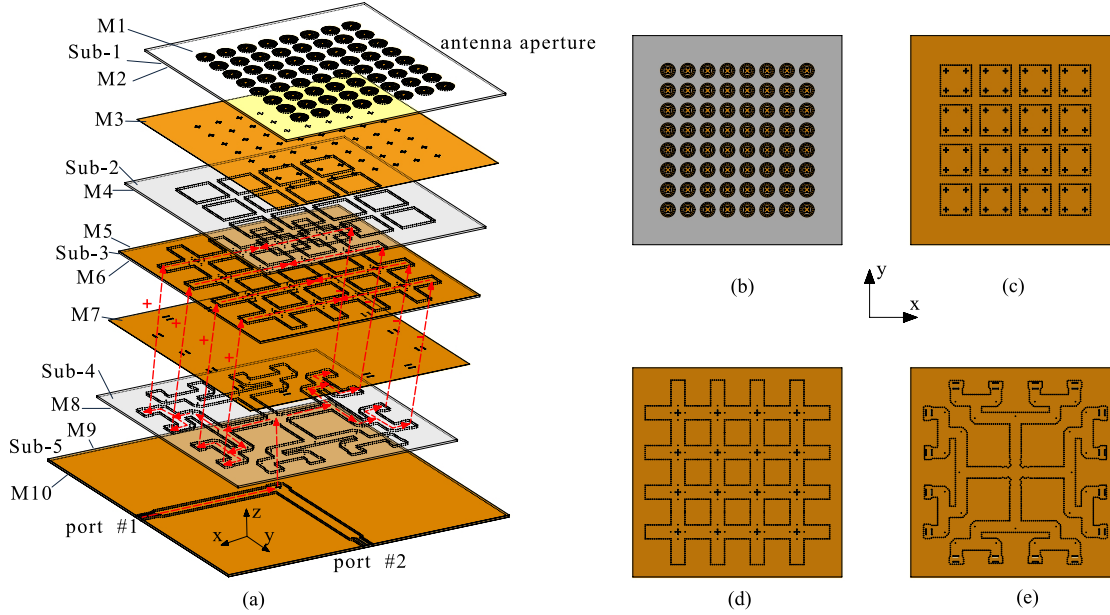 M1
Sub-1
M2
antenna aperture
M3
Sub-2
M4
M5
Sub-3
M6
+
+
+
+
-
-
-
-
M7
Sub-4
M8
M9
Sub-5
M10
port #1
z
x
y
port #2
(a)
(b)
(c)
y
x
(d)
(e)